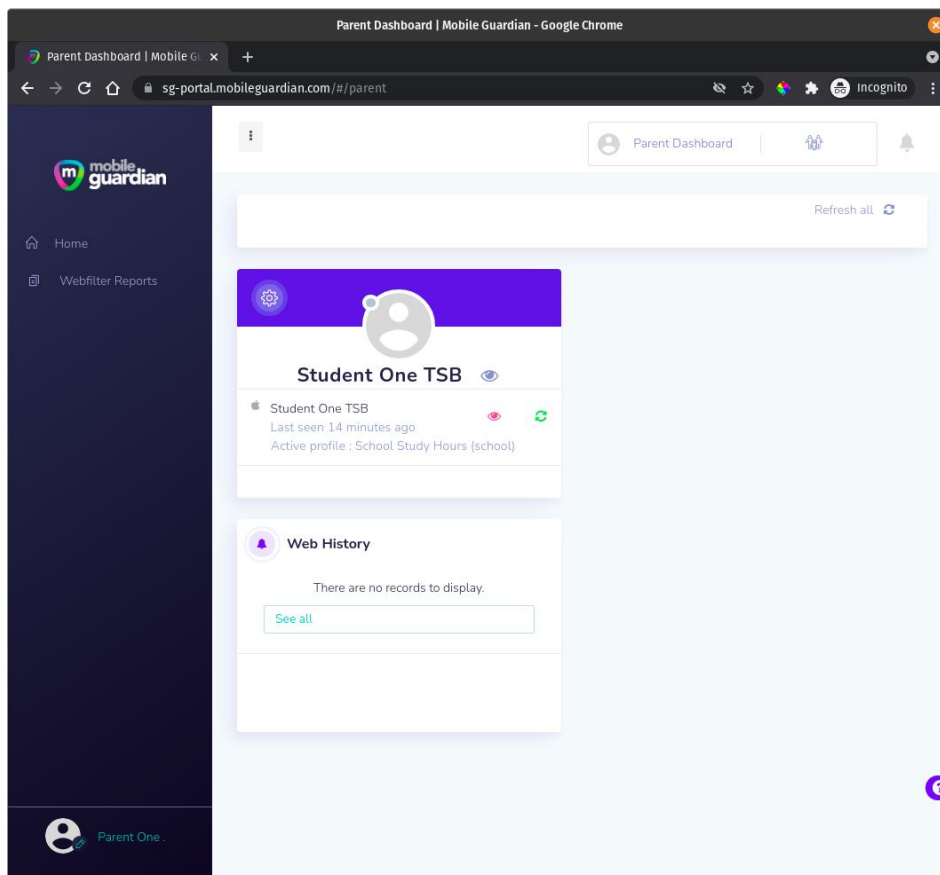 Parent Dashboard | Mobile Guardian - Google Chrome
Parent Dashboard | Mobile Gu
sg-portal.mobileguardian.com/#/parent
Incognito
mobile
guardian
Parent Dashboard
Refresh all
Home
Webfilter Reports
Student One TSB
Student One TSB
Last seen 14 minutes ago
Active profile : School Study Hours (school)
Web History
There are no records to display.
See all
Parent One .